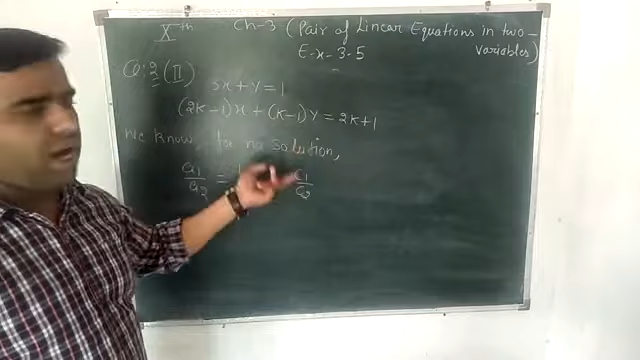 Xth Ch-3 (Pair of Linear Equations in two-
variables)
Ex-3.5
Q:2(II)
3x+y=1
(2k-1)x+(k-1)y=2k+1
We know, for no solution,
a₁/a₂ = c₁/c₂